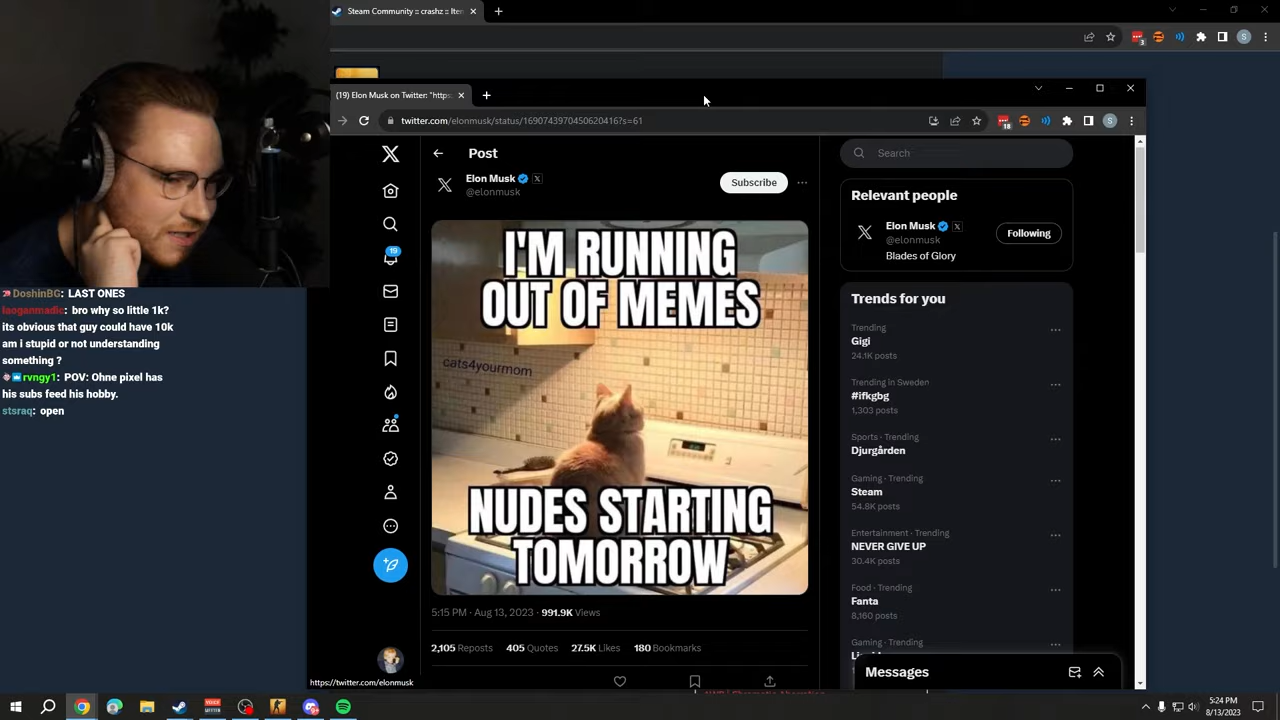 Steam Community :: crashz :: Iten
3
S
(19) Elon Musk on Twitter: "https:
twitter.com/elonmusk/status/1690743970450620416?s=61
18
S
Post
Search
Elon Musk
@elonmusk
Subscribe
I'M RUNNING
OUT OF MEMES
cats4yourmom
NUDES STARTING
TOMORROW
5:15 PM · Aug 13, 2023 · 991.9K Views
2,105 Reposts 405 Quotes 27.5K Likes 180 Bookmarks
19
Relevant people
Elon Musk
@elonmusk
Following
Blades of Glory
Trends for you
Trending
Gigi
24.1K posts
Trending in Sweden
#ifkgbg
1,303 posts
Sports · Trending
Djurgården
Gaming · Trending
Steam
54.8K posts
Entertainment · Trending
NEVER GIVE UP
30.4K posts
Food · Trending
Fanta
8,160 posts
Gaming · Trending
Messages
DoshinBG: LAST ONES
laoganmadic: bro why so little 1k?
its obvious that guy could have 10k
am i stupid or not understanding
something ?
rvngy1: POV: Ohne pixel has
his subs feed his hobby.
stsraq: open
https://twitter.com/elonmusk
5:24 PM
8/13/2023